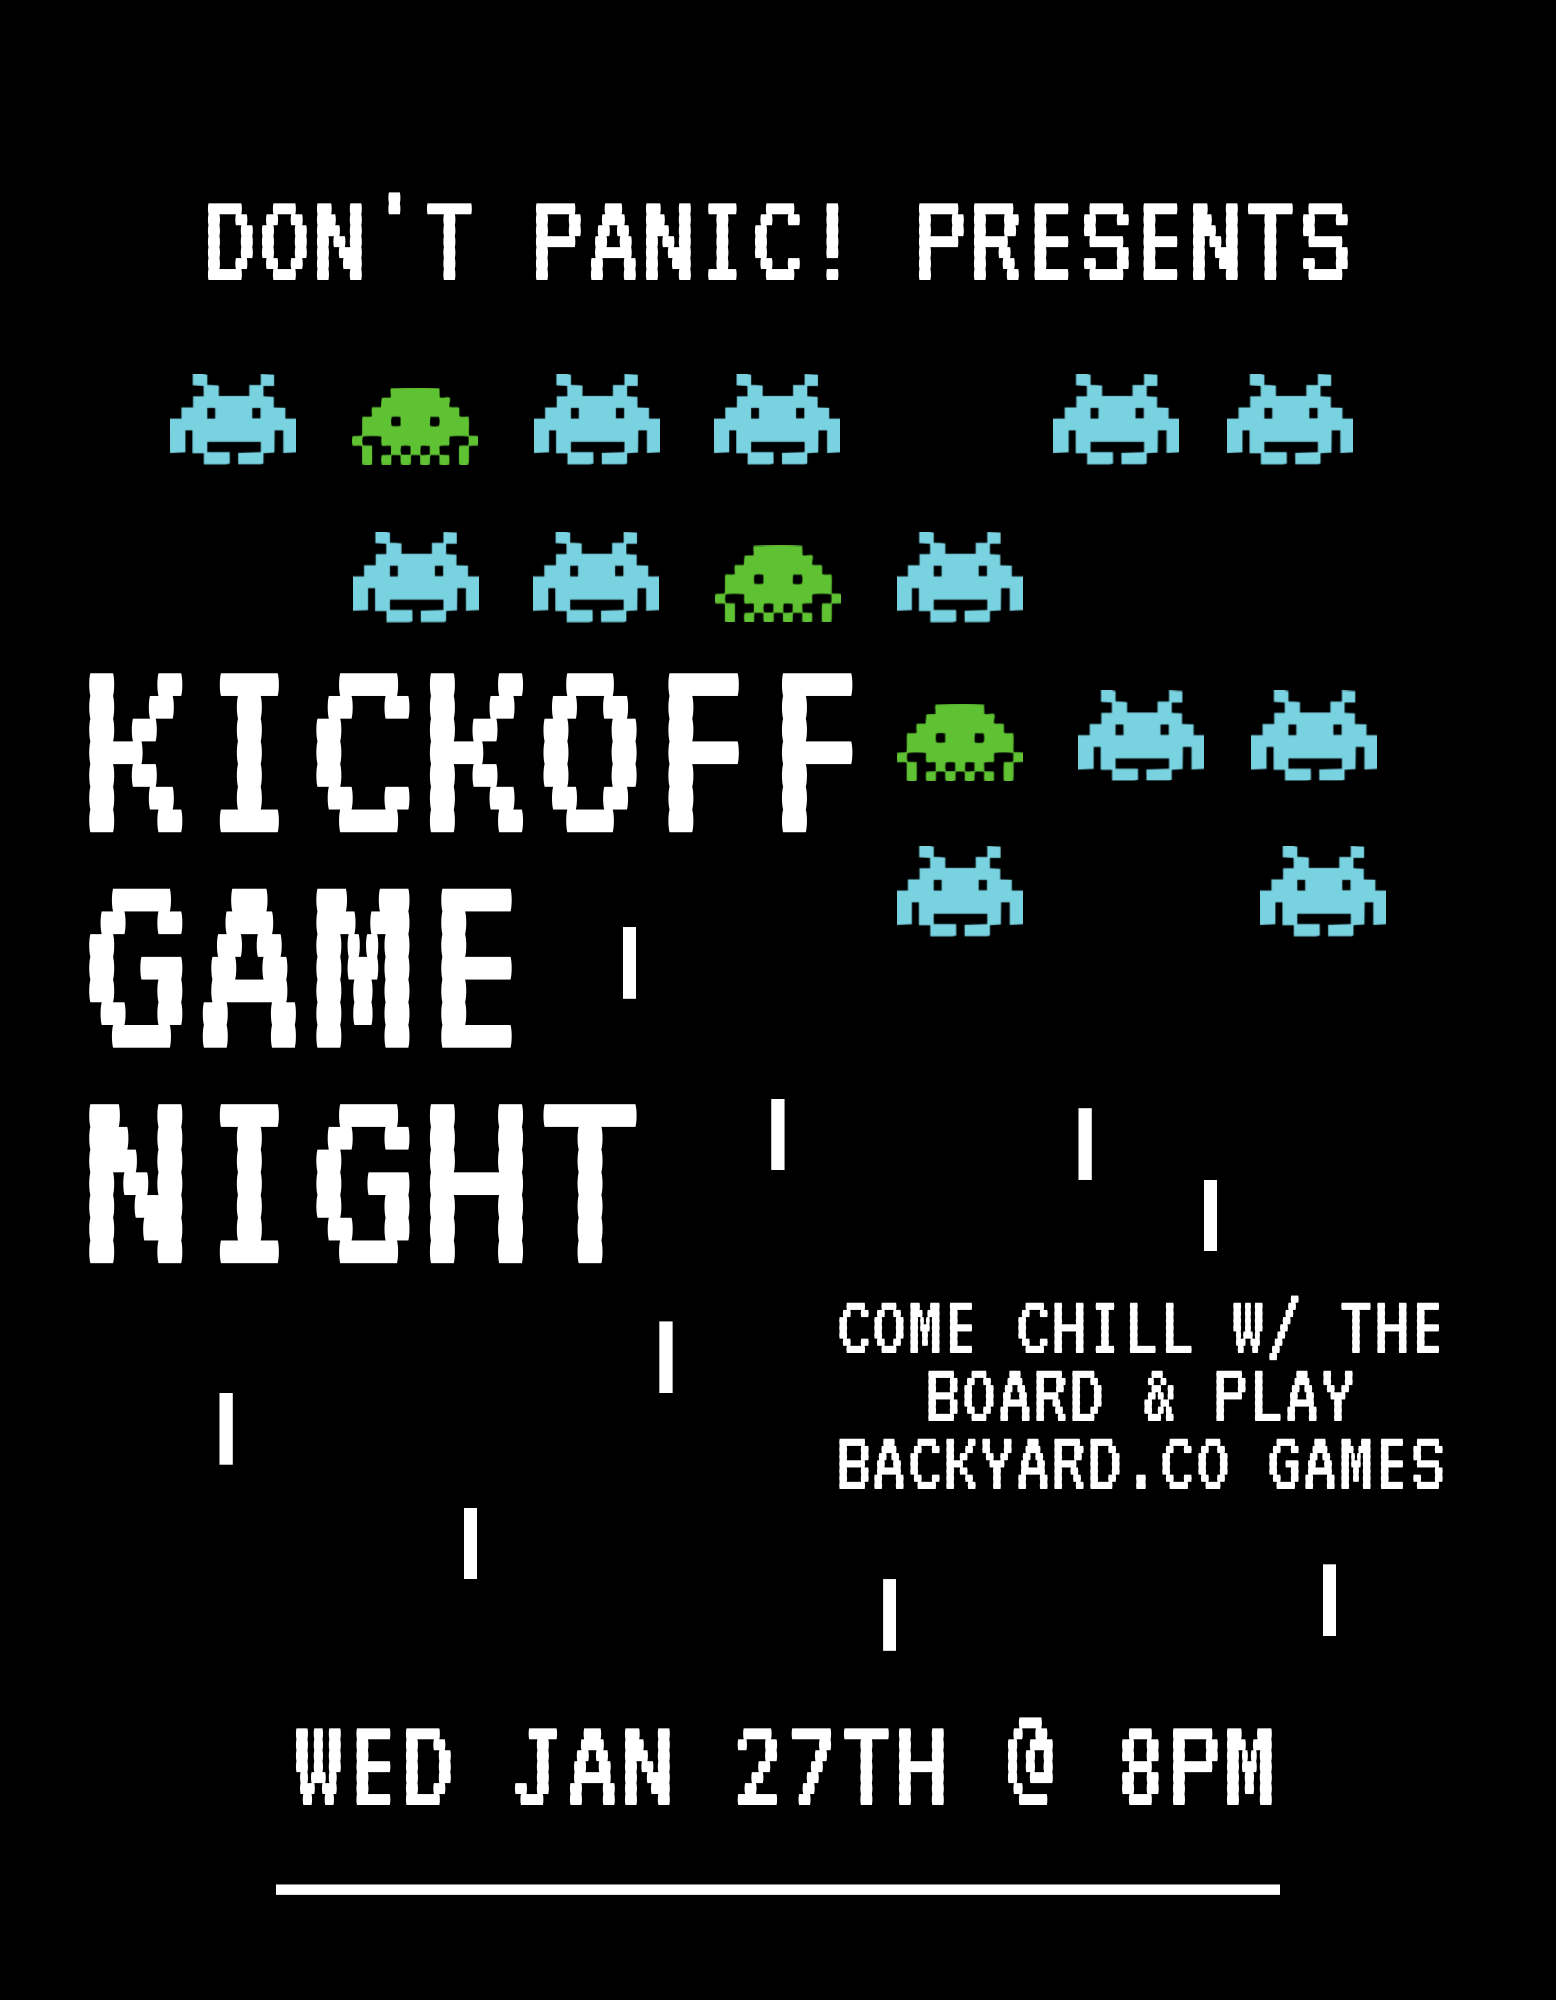 DON'T PANIC! PRESENTS
KICKOFF
GAME
NIGHT
COME CHILL W/ THE
BOARD & PLAY
BACKYARD.CO GAMES
WED JAN 27TH @ 8PM